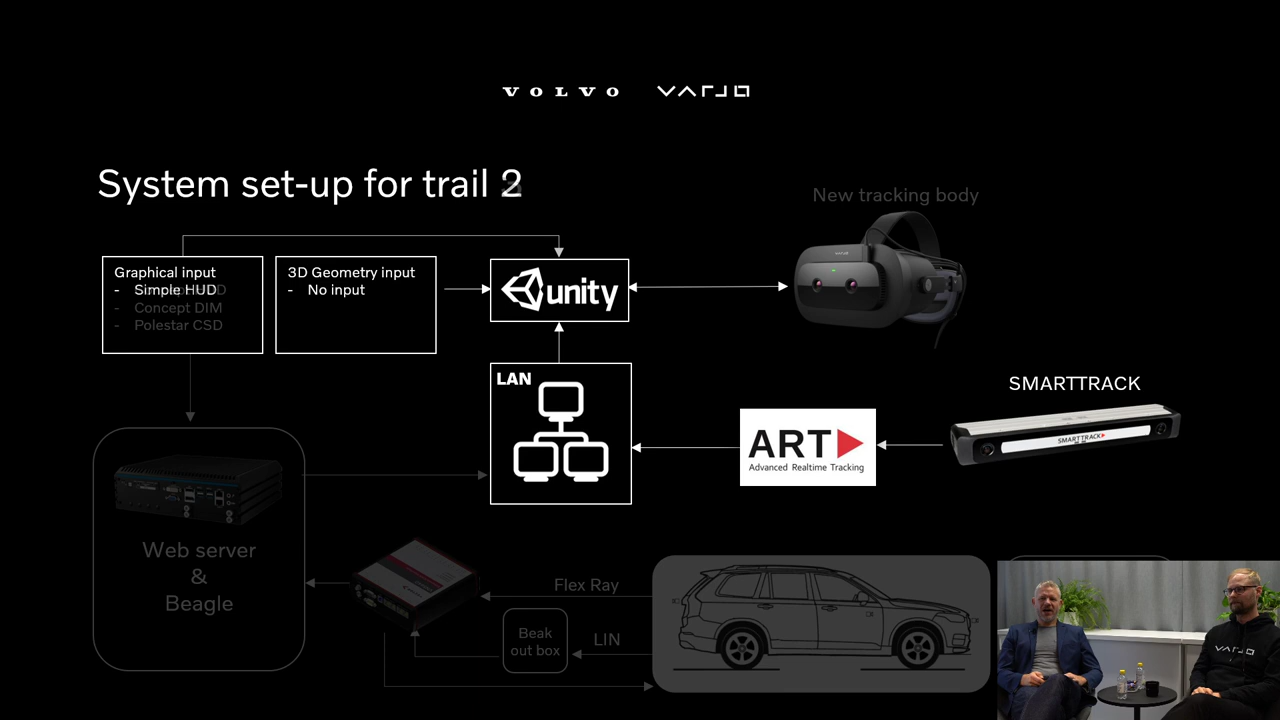 VOLVO VARJO
System set-up for trail 2
New tracking body
Graphical input
- Simple HUD
- Concept DIM
- Polestar CSD
3D Geometry input
- No input
unity
LAN
SMARTTRACK
ART
Advanced Realtime Tracking
SMARTTRACK
Web server
&
Beagle
Flex Ray
Beak
out box
LIN
VARJO